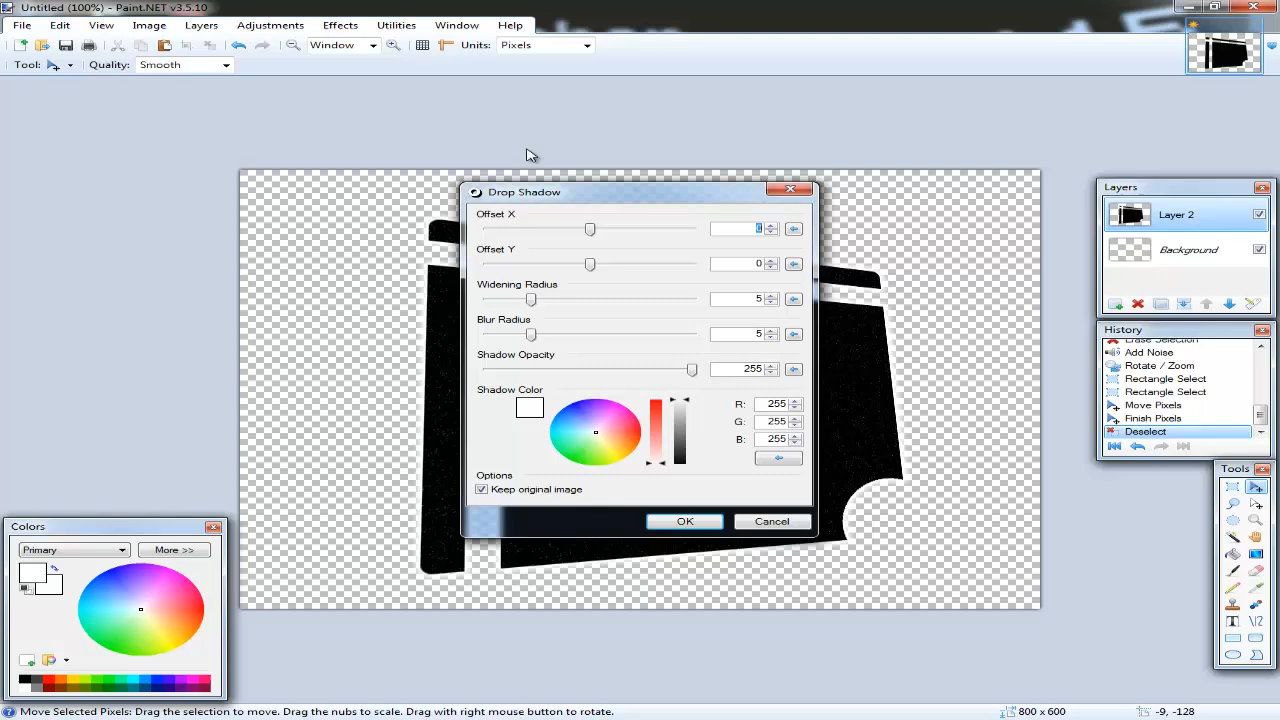 Untitled (100%) - Paint.NET v3.5.10
File Edit View Image Layers Adjustments Effects Utilities Window Help
Window Units: Pixels
Tool: Quality: Smooth
Drop Shadow
Offset X
0
Offset Y
0
Widening Radius
5
Blur Radius
5
Shadow Opacity
255
Shadow Color
R: 255
G: 255
B: 255
Options
Keep original image
OK Cancel
Layers
Layer 2
Background
History
Erase Selection
Add Noise
Rotate / Zoom
Rectangle Select
Rectangle Select
Move Pixels
Finish Pixels
Deselect
Tools
Colors
Primary More >>
Move Selected Pixels: Drag the selection to move. Drag the nubs to scale. Drag with right mouse button to rotate. 800 x 600 -9, -128